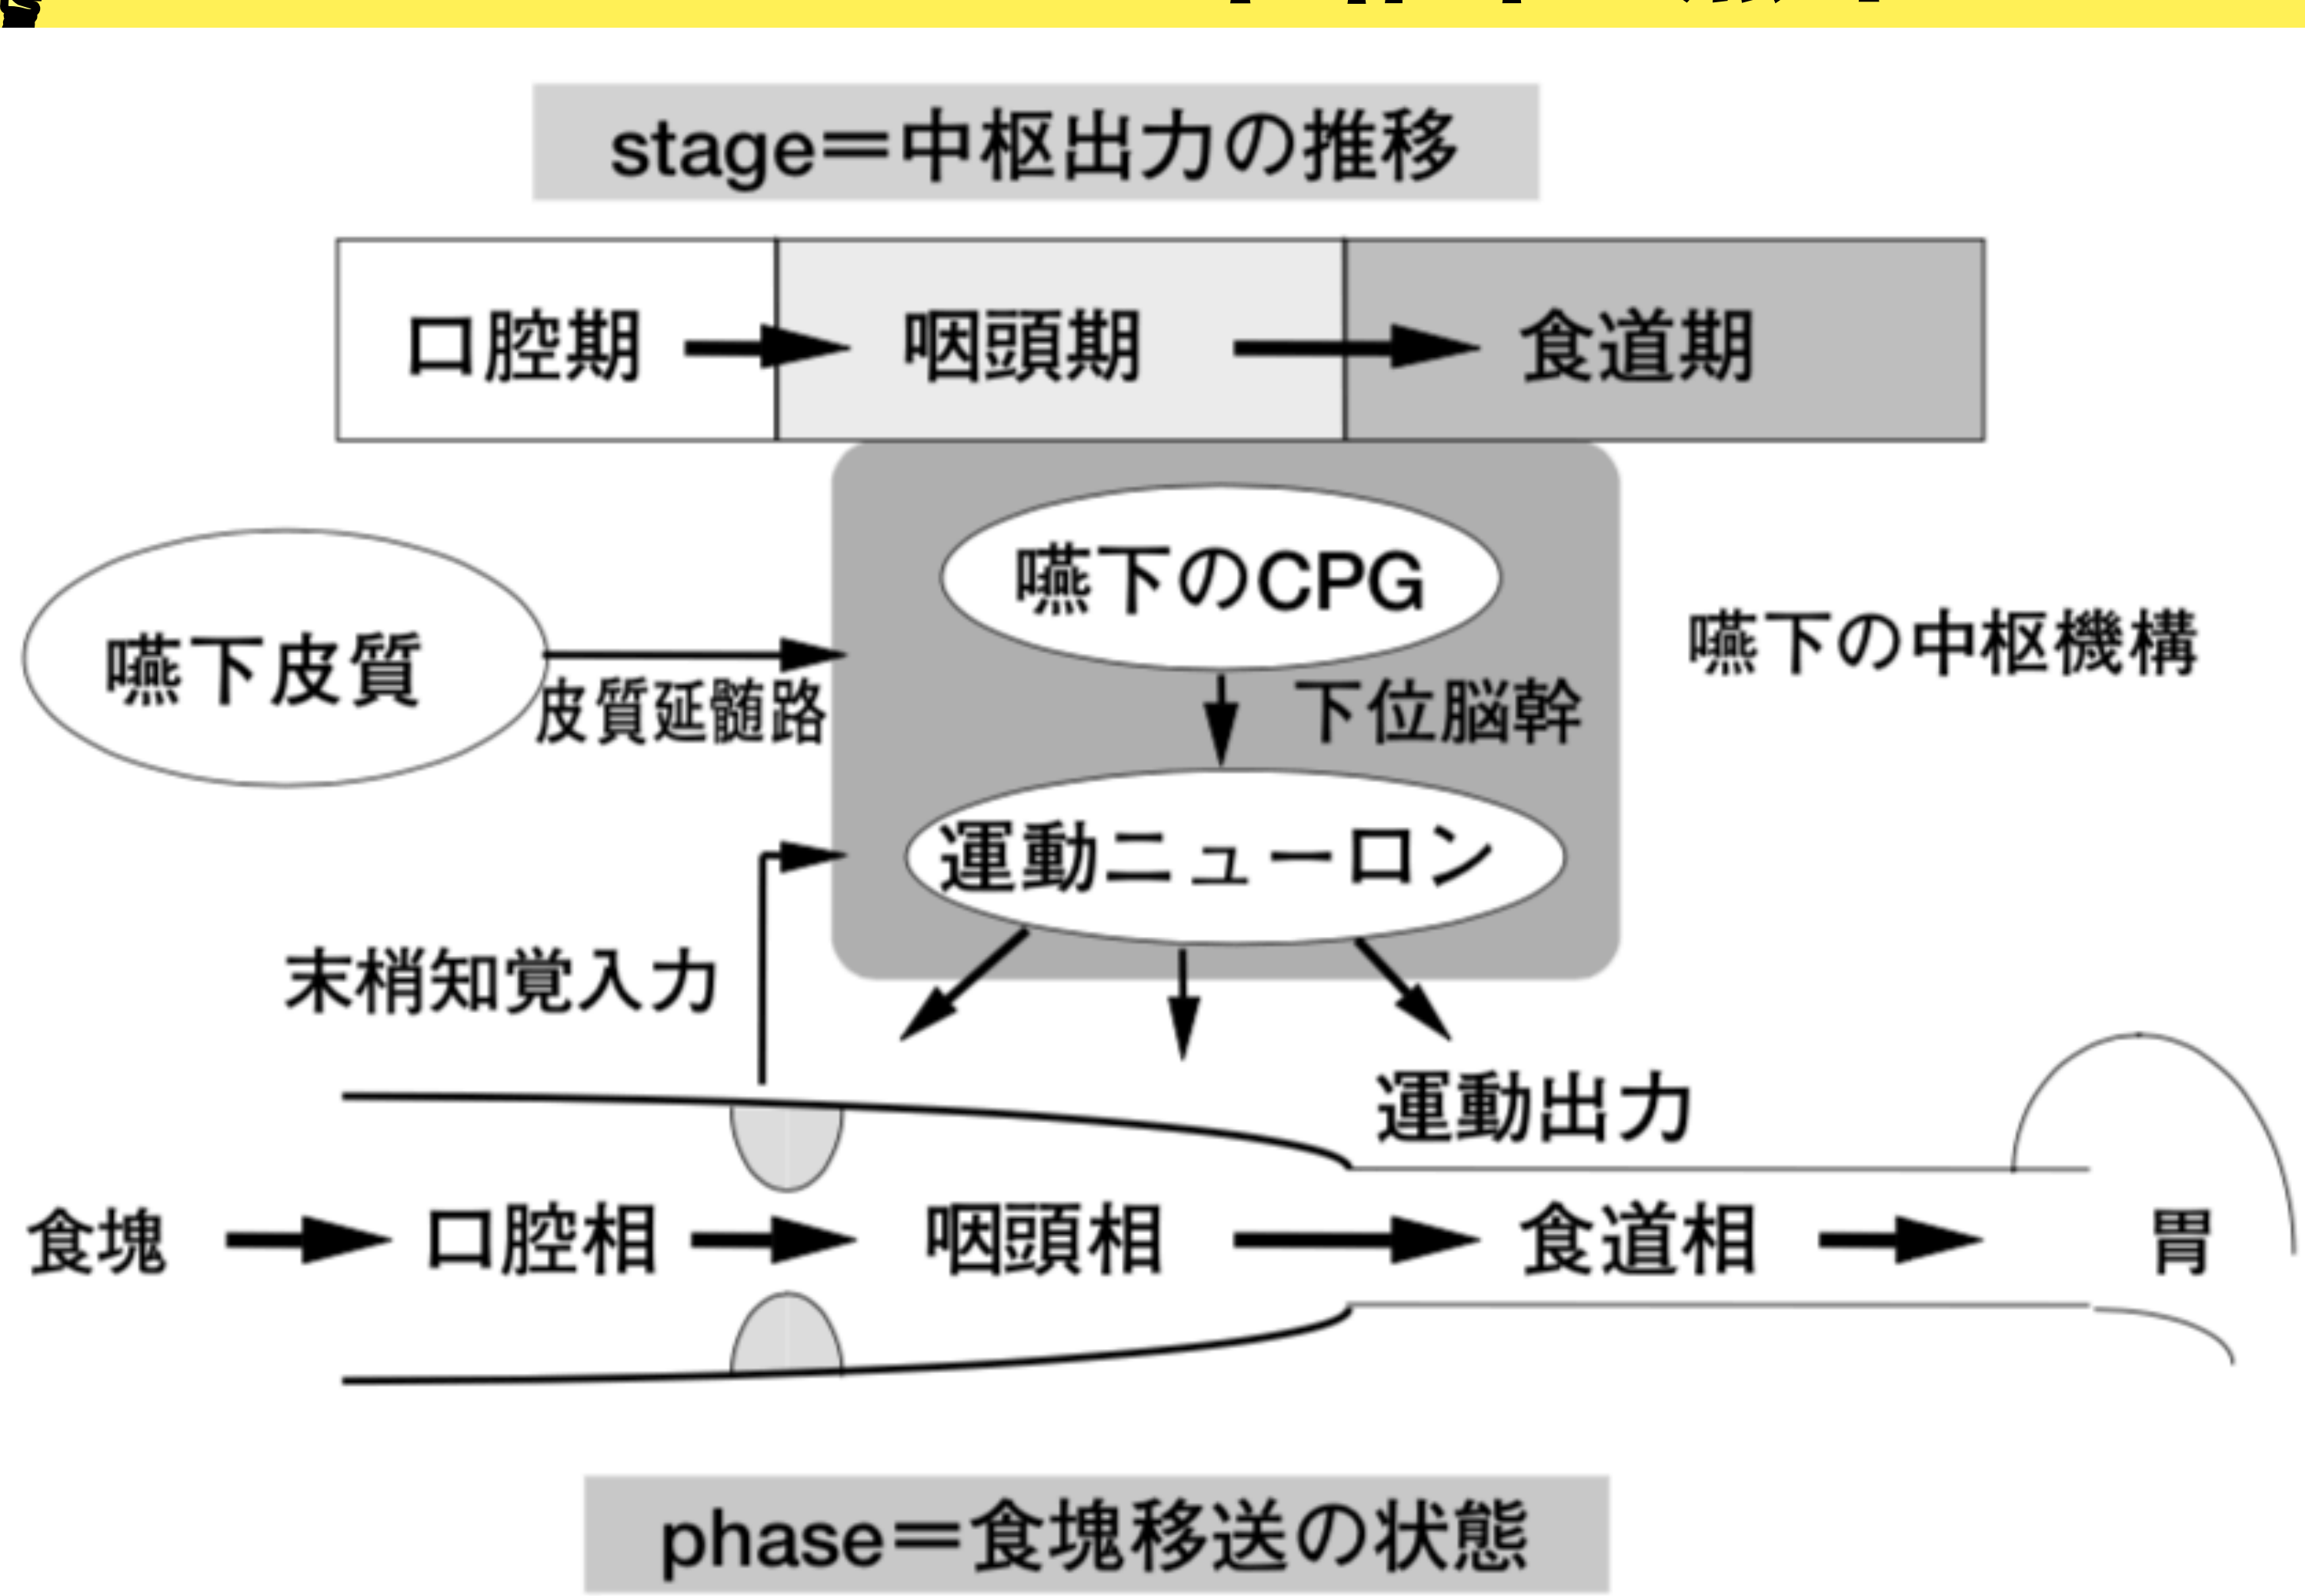 stage＝中枢出力の推移
口腔期 咽頭期 食道期
嚥下のCPG
嚥下皮質
嚥下の中枢機構
皮質延髄路
下位脳幹
運動ニューロン
末梢知覚入力
運動出力
食塊 口腔相 咽頭相 食道相 胃
phase＝食塊移送の状態